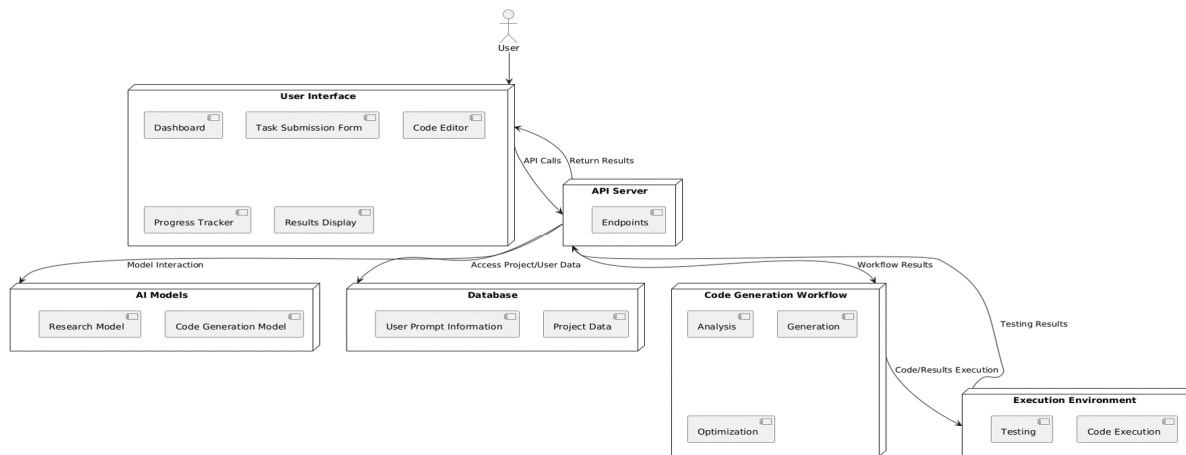 User
User Interface
Dashboard
Task Submission Form
Code Editor
Progress Tracker
Results Display
API Calls
Return Results
API Server
Endpoints
Model Interaction
Access Project/User Data
Workflow Results
AI Models
Research Model
Code Generation Model
Database
User Prompt Information
Project Data
Code Generation Workflow
Analysis
Generation
Optimization
Testing Results
Code/Results Execution
Execution Environment
Testing
Code Execution